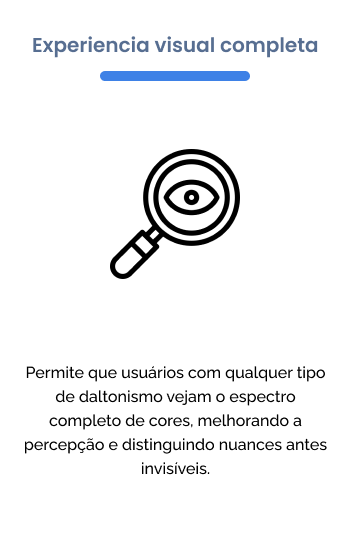 Experiencia visual completa
Permite que usuários com qualquer tipo
de daltonismo vejam o espectro
completo de cores, melhorando a
percepção e distinguindo nuances antes
invisíveis.